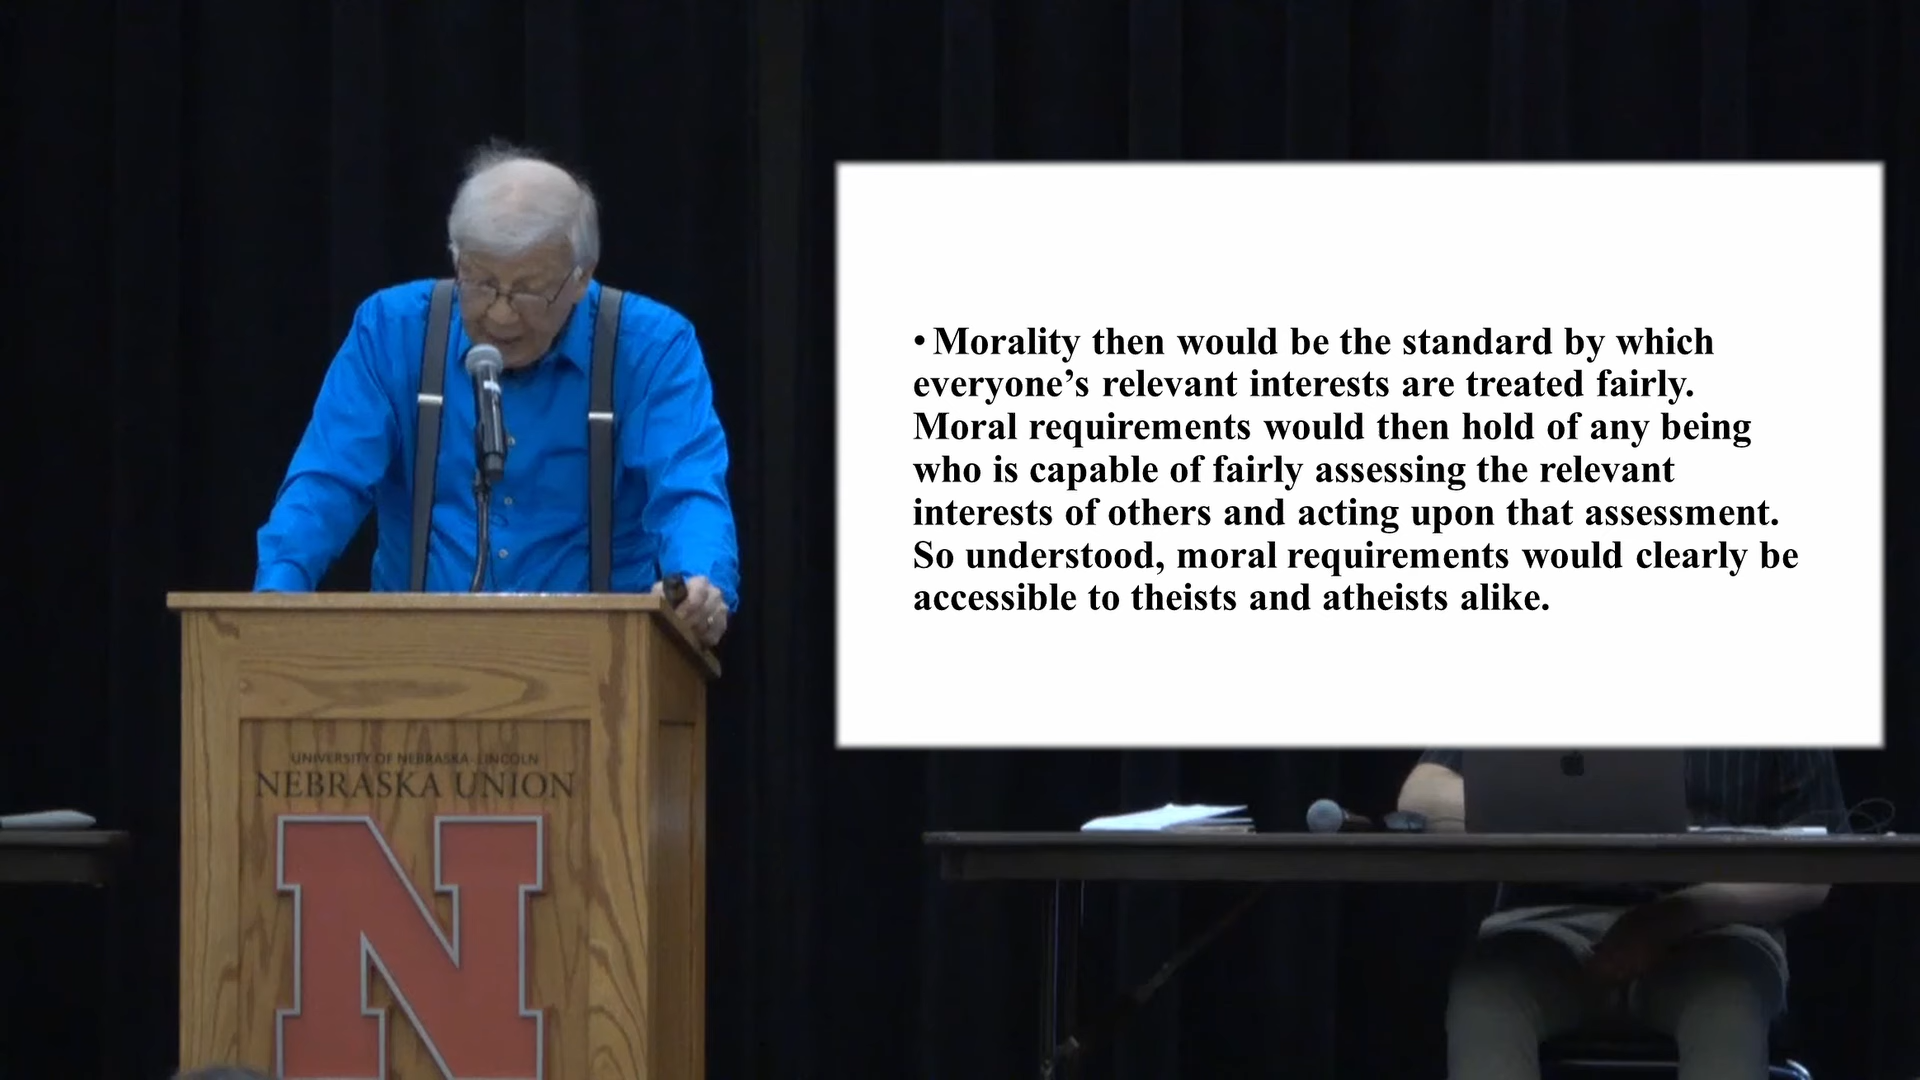 • Morality then would be the standard by which
everyone’s relevant interests are treated fairly.
Moral requirements would then hold of any being
who is capable of fairly assessing the relevant
interests of others and acting upon that assessment.
So understood, moral requirements would clearly be
accessible to theists and atheists alike.
UNIVERSITY OF NEBRASKA-LINCOLN
NEBRASKA UNION
N